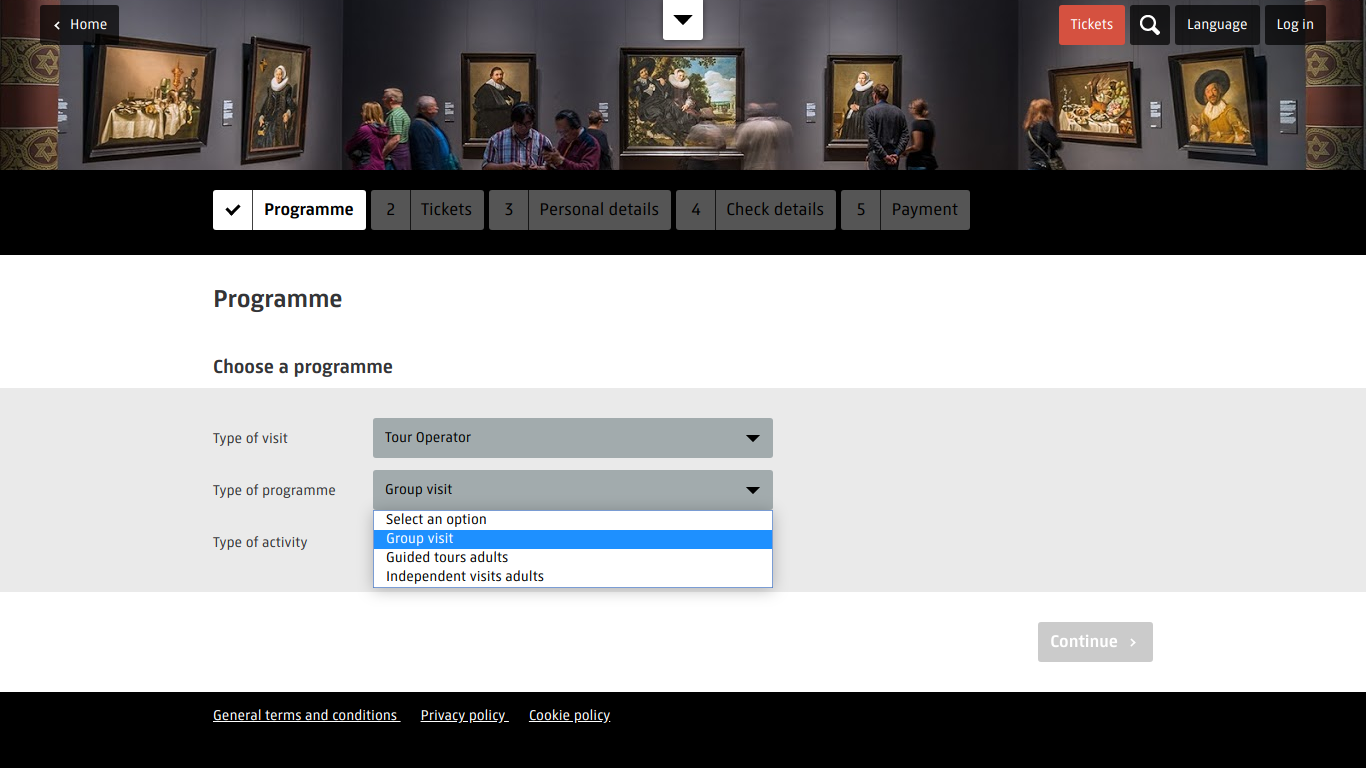 Home
Tickets
Language
Log in
Programme
2 Tickets
3 Personal details
4 Check details
5 Payment
Programme
Choose a programme
Type of visit
Tour Operator
Type of programme
Group visit
Select an option
Group visit
Type of activity
Guided tours adults
Independent visits adults
Continue
General terms and conditions
Privacy policy
Cookie policy